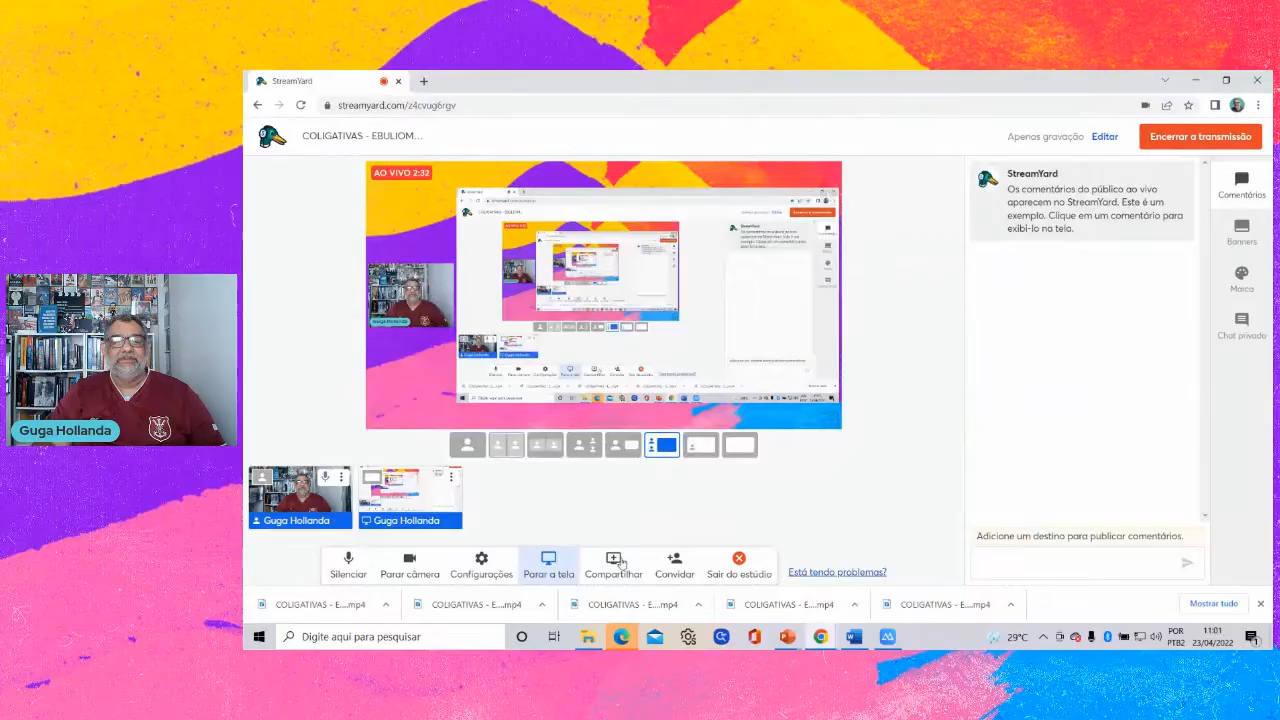 StreamYard
streamyard.com/z4cvug6rgv
COLIGATIVAS - EBULIOM...
Apenas gravação
Editar
Encerrar a transmissão
AO VIVO 2:32
StreamYard
Os comentários do público ao vivo
aparecem no StreamYard. Este é um
exemplo. Clique em um comentário para
exibi-lo na tela.
Comentários
Banners
Marca
Chat privado
Guga Hollanda
Guga Hollanda
Guga Hollanda
Guga Hollanda
Adicione um destino para publicar comentários.
Silenciar
Parar câmera
Configurações
Parar a tela
Compartilhar
Convidar
Sair do estúdio
Está tendo problemas?
COLIGATIVAS - E....mp4
COLIGATIVAS - E....mp4
COLIGATIVAS - E....mp4
COLIGATIVAS - E....mp4
COLIGATIVAS - E....mp4
Mostrar tudo
Digite aqui para pesquisar
29°C
POR
PTB2
11:01
23/04/2022